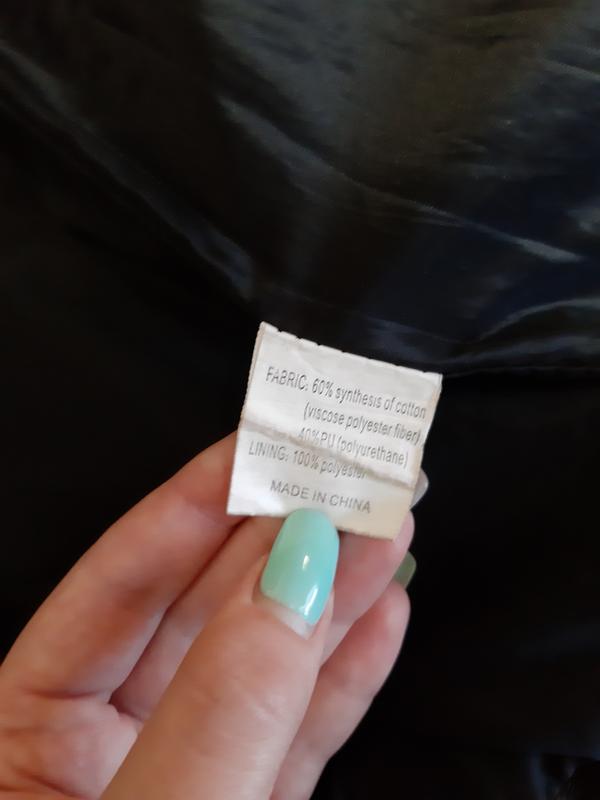 FABRIC: 60% synthesis of cotton
(viscose polyester fiber)
40%PU (polyurethane)
LINING: 100% polyester
MADE IN CHINA